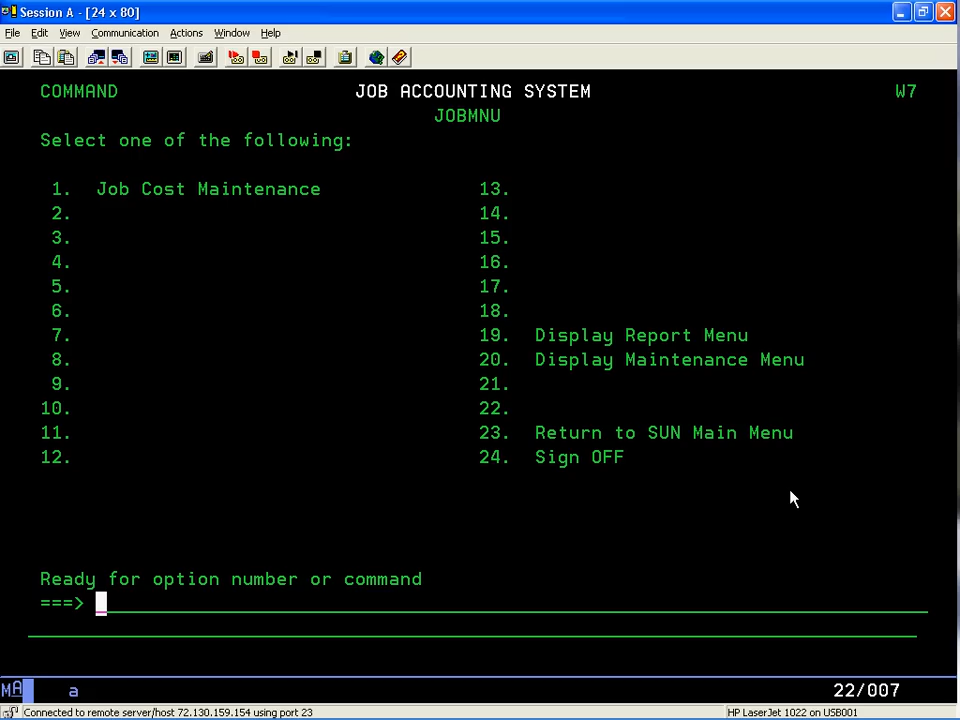 Session A - [24 x 80]
File Edit View Communication Actions Window Help
COMMAND JOB ACCOUNTING SYSTEM W7
JOBMNU
Select one of the following:
1. Job Cost Maintenance 13.
2. 14.
3. 15.
4. 16.
5. 17.
6. 18.
7. 19. Display Report Menu
8. 20. Display Maintenance Menu
9. 21.
10. 22.
11. 23. Return to SUN Main Menu
12. 24. Sign OFF
Ready for option number or command
===>
MA a 22/007
Connected to remote server/host 72.130.159.154 using port 23 HP LaserJet 1022 on USB001